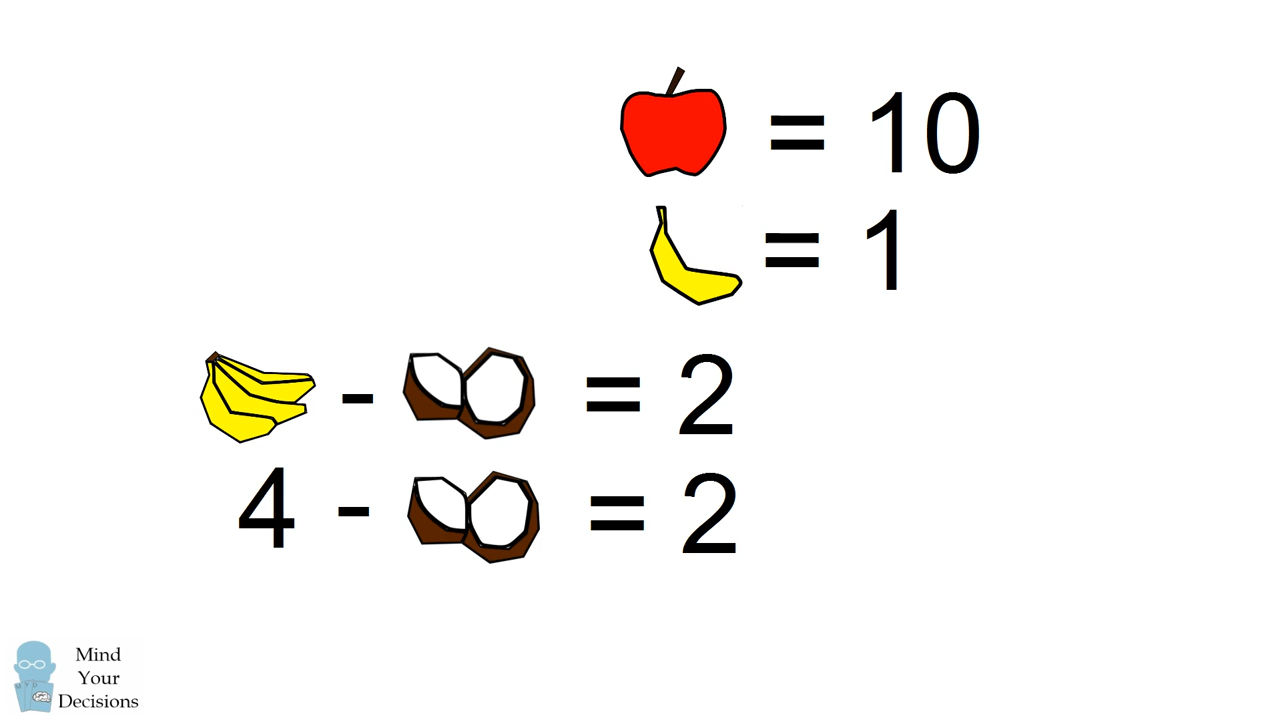 = 10
= 1
- = 2
4 - = 2
Mind
Your
Decisions